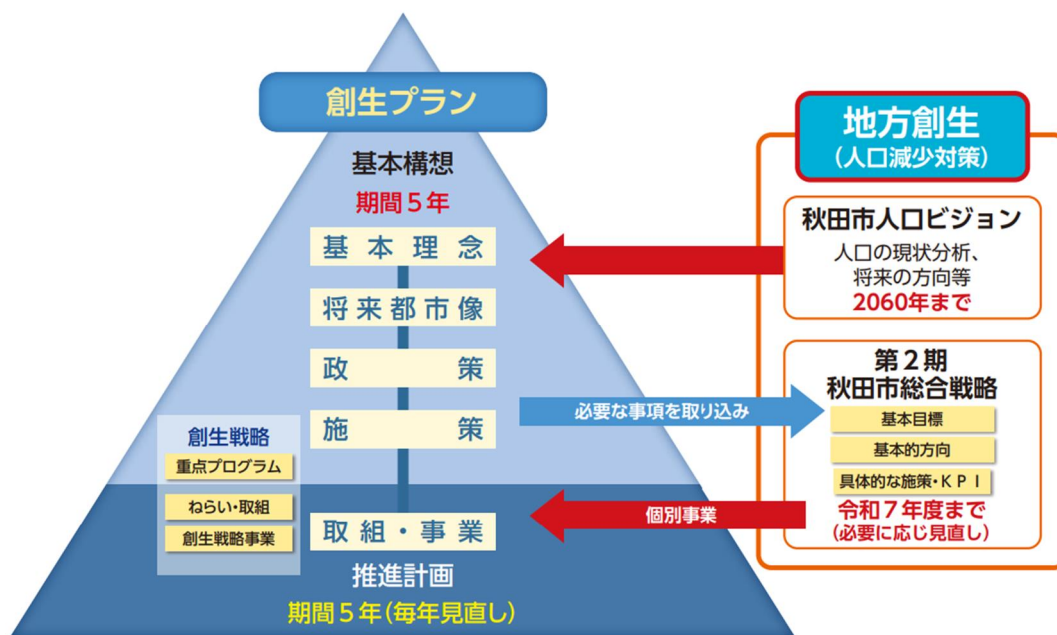 創生プラン
基本構想
期間5年
基本理念
将来都市像
政策
施策
創生戦略
重点プログラム
ねらい・取組
創生戦略事業
取組・事業
推進計画
期間5年(毎年見直し)
必要な事項を取り込み
個別事業
地方創生
(人口減少対策)
秋田市人口ビジョン
人口の現状分析、
将来の方向等
2060年まで
第2期
秋田市総合戦略
基本目標
基本的方向
具体的な施策・KPI
令和7年度まで
(必要に応じ見直し)